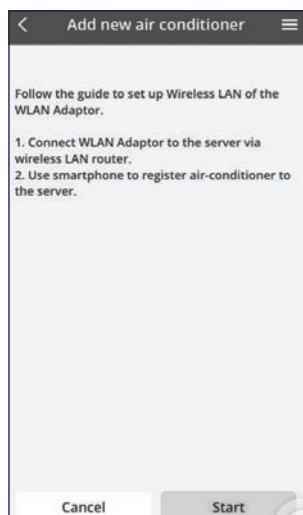 Add new air conditioner
Follow the guide to set up Wireless LAN of the
WLAN Adaptor.
1. Connect WLAN Adaptor to the server via
wireless LAN router.
2. Use smartphone to register air-conditioner to
the server.
Cancel Start